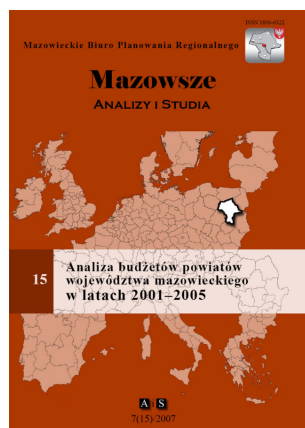 ISSN 1896-6322
Mazowieckie Biuro Planowania Regionalnego
Mazowsze
ANALIZY I STUDIA
15
Analiza budżetów powiatów
województwa mazowieckiego
w latach 2001–2005
A i S
7(15)/2007